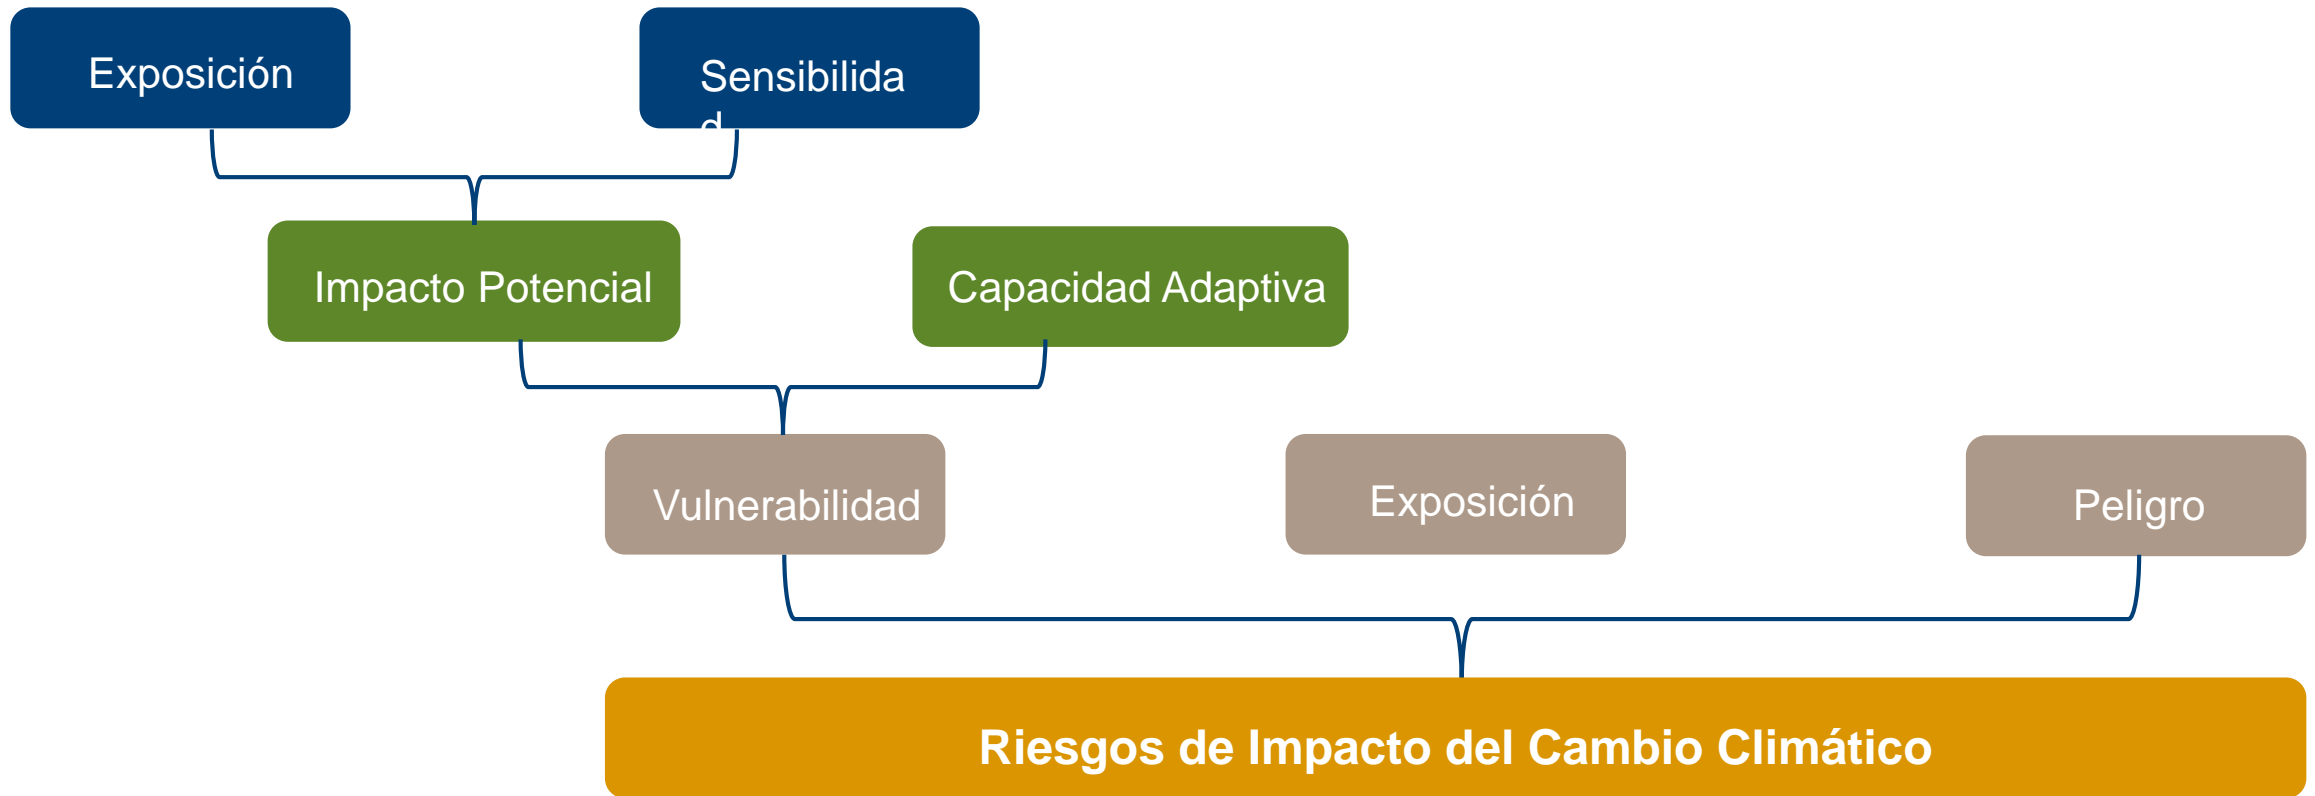 Exposición
Sensibilida
d
Impacto Potencial
Capacidad Adaptiva
Vulnerabilidad
Exposición
Peligro
Riesgos de Impacto del Cambio Climático